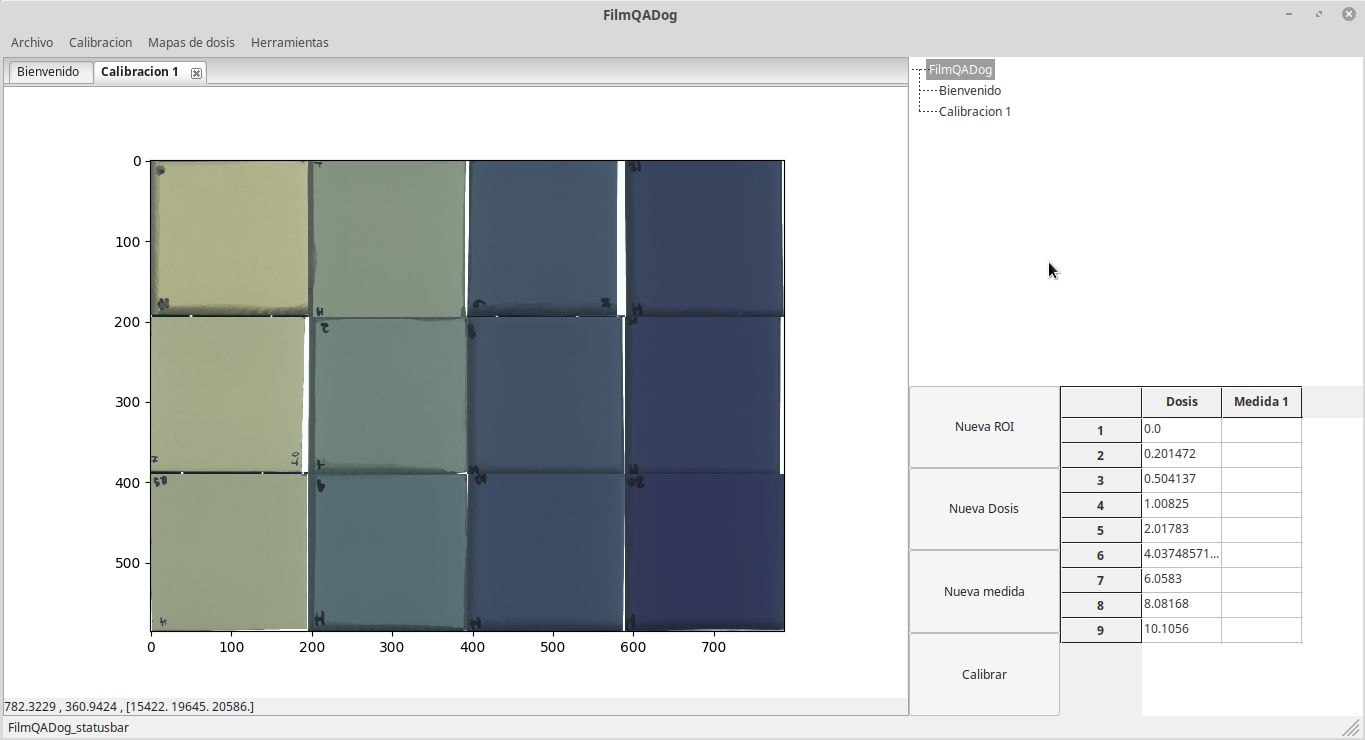 FilmQADog
Archivo Calibracion Mapas de dosis Herramientas
Bienvenido Calibracion 1
FilmQADog
Bienvenido
Calibracion 1
0
100
200
300
400
500
0 100 200 300 400 500 600 700
Nueva ROI
Nueva Dosis
Nueva medida
Calibrar
Dosis Medida 1
1 0.0
2 0.201472
3 0.504137
4 1.00825
5 2.01783
6 4.03748571...
7 6.0583
8 8.08168
9 10.1056
782.3229 , 360.9424 , [15422. 19645. 20586.]
FilmQADog_statusbar